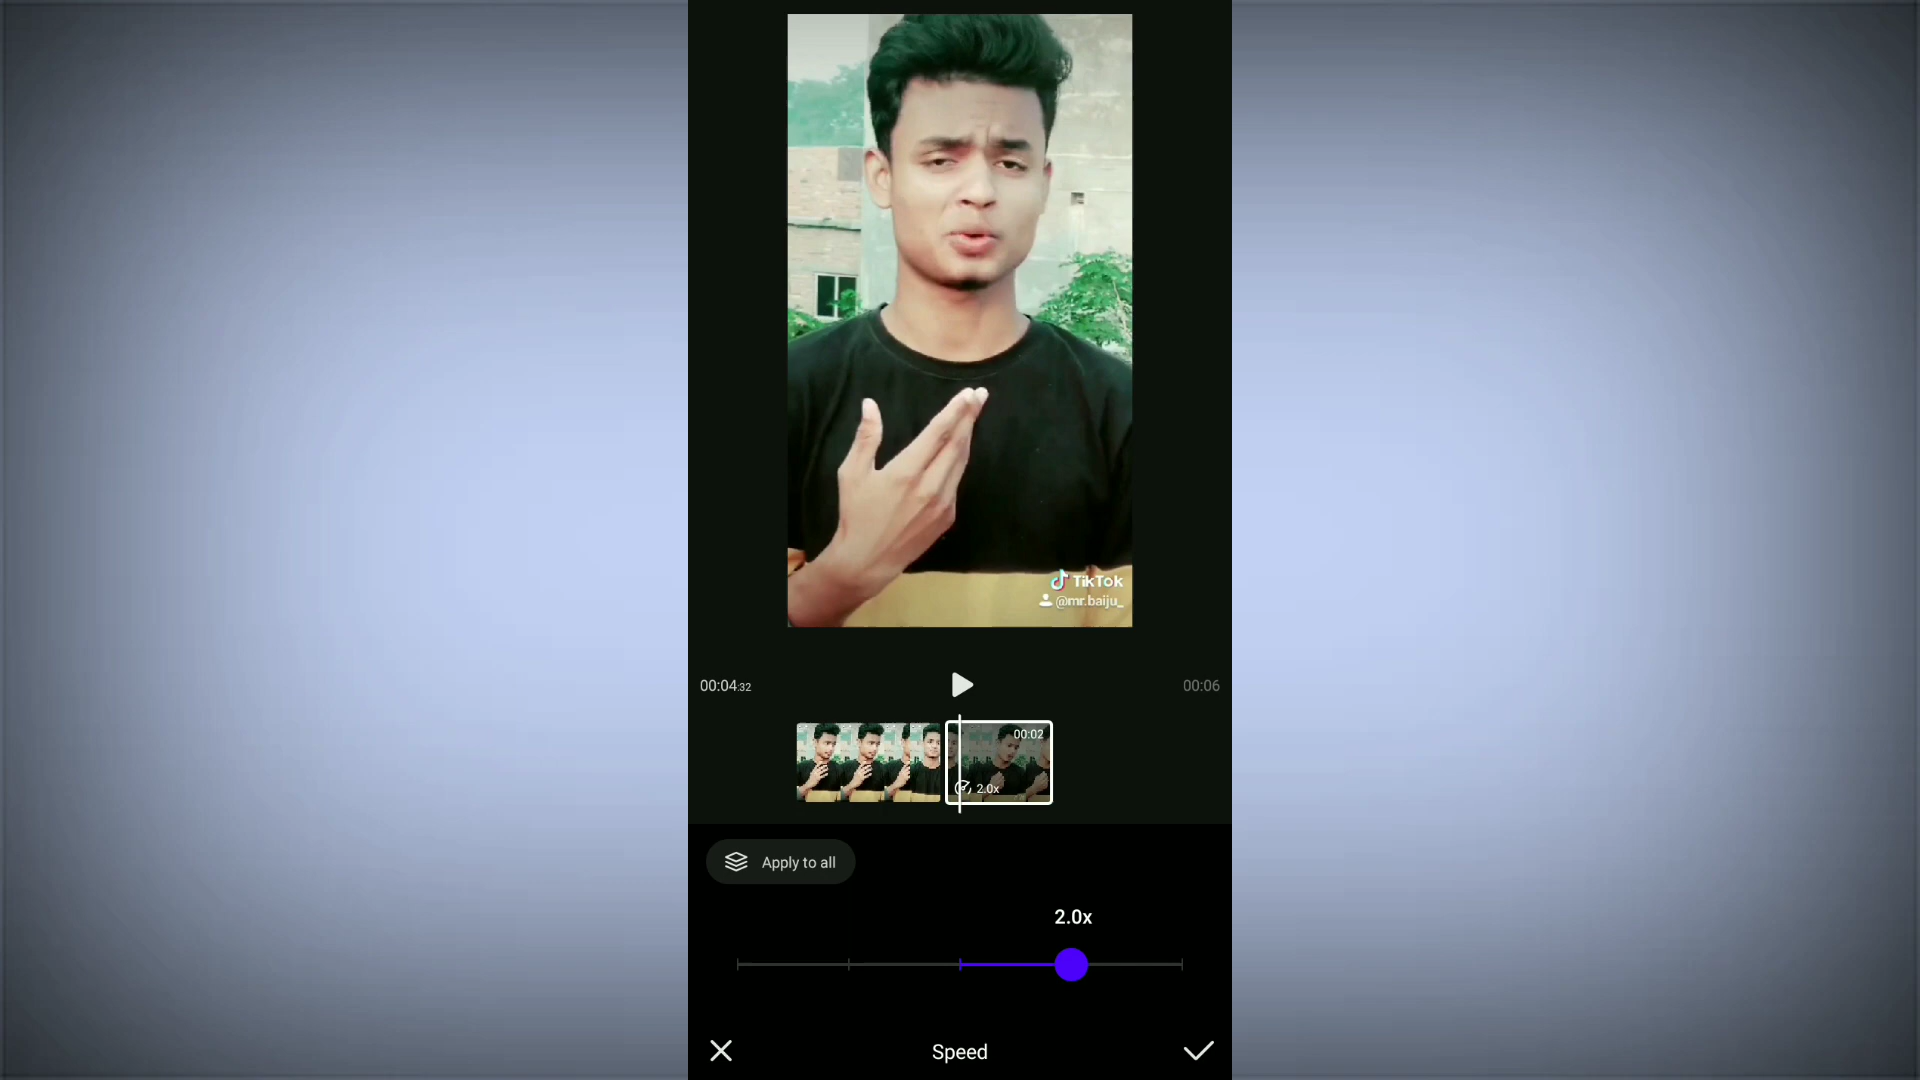 TikTok
@mr.baiju_
00:04:32
00:06
00:02
2.0x
Apply to all
2.0x
Speed